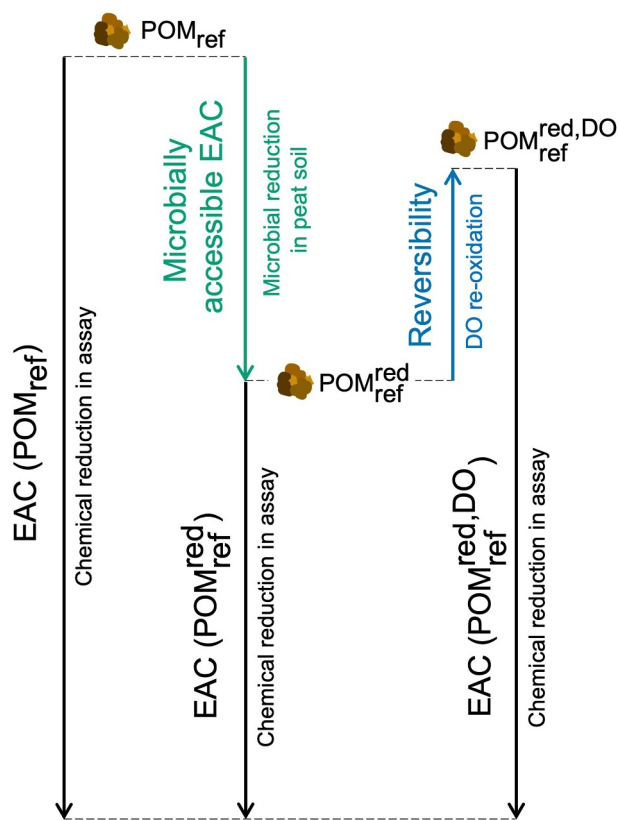 POM_ref
Microbially
accessible EAC
Microbial reduction
in peat soil
POM_ref^red,DO
Reversibility
DO re-oxidation
POM_ref^red
EAC (POM_ref)
Chemical reduction in assay
EAC (POM_ref^red)
Chemical reduction in assay
EAC (POM_ref^red,DO)
Chemical reduction in assay